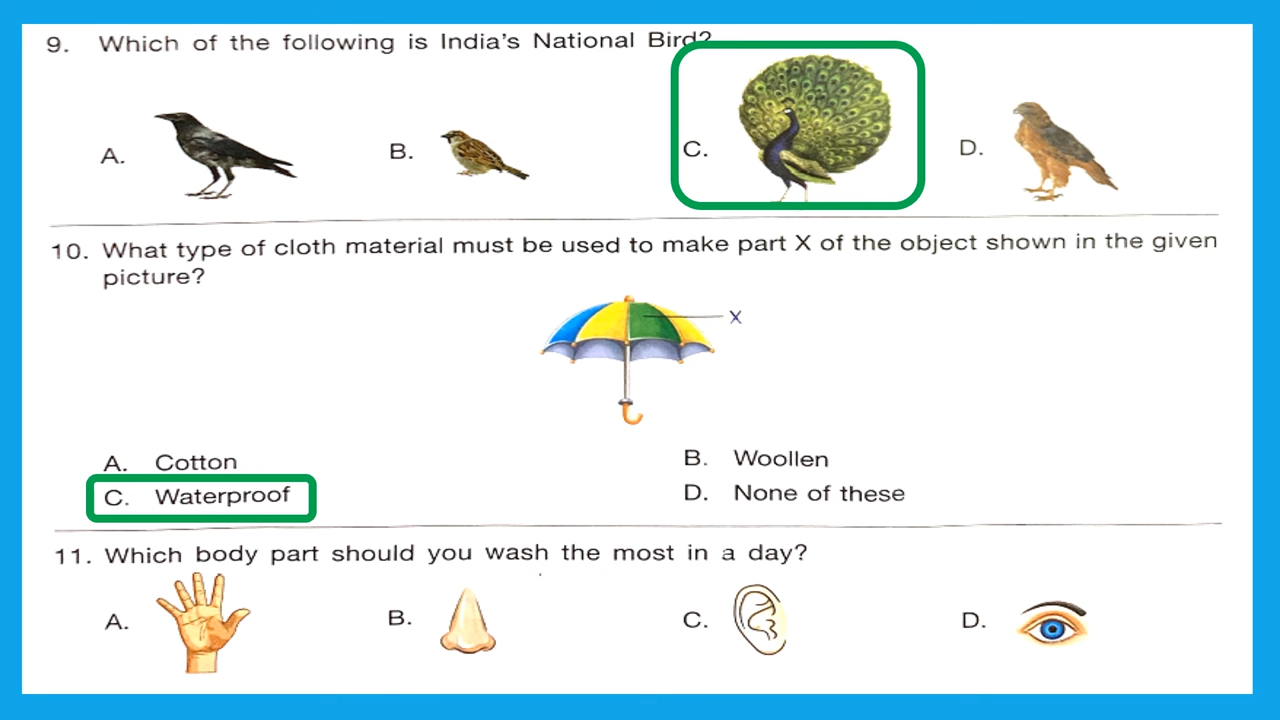 9. Which of the following is India's National Bird?
A. B. C. D.
10. What type of cloth material must be used to make part X of the object shown in the given
picture?
X
A. Cotton B. Woollen
C. Waterproof D. None of these
11. Which body part should you wash the most in a day?
A. B. C. D.